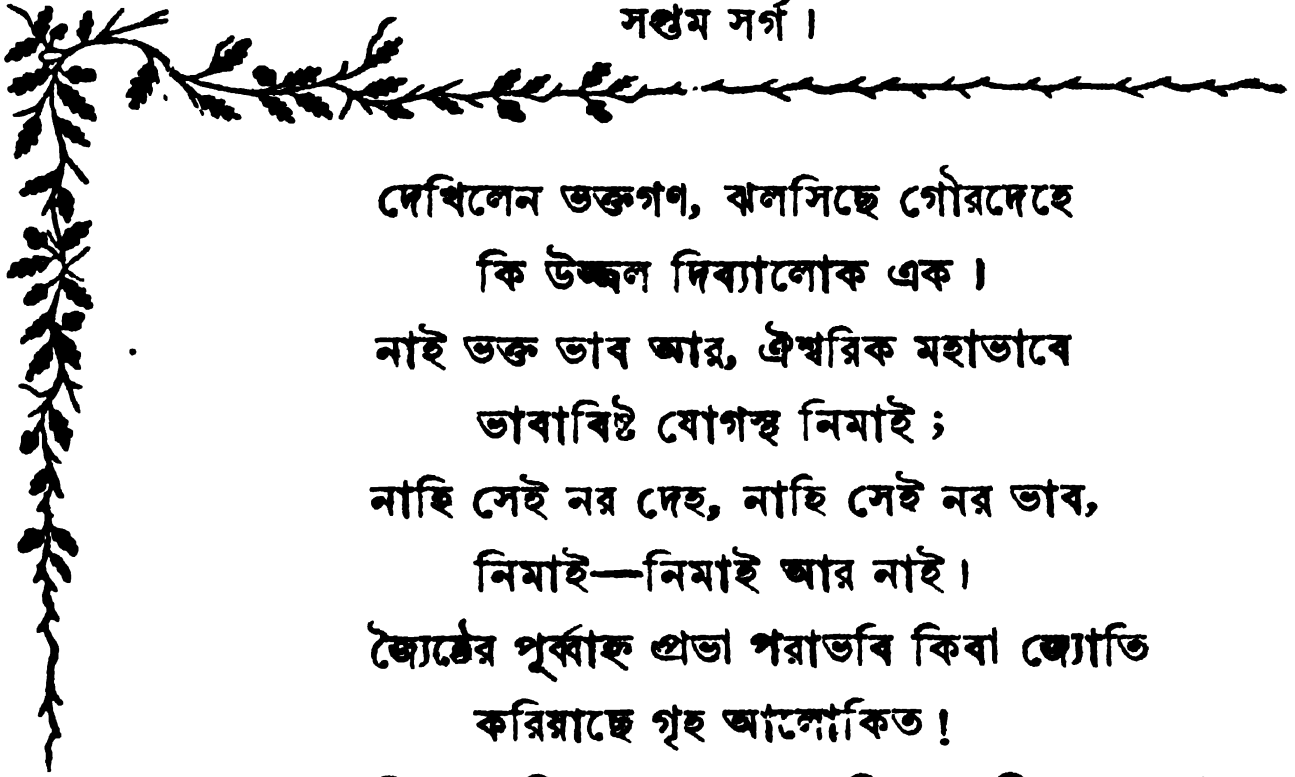 সপ্তম সর্গ।
দেখিলেন ভক্তগণ, ঝলসিছে গৌরদেহে
কি উজ্জ্বল দিব্যালোক এক।
নাই ভক্ত ভাব আর, ঐশ্বরিক মহাভাবে
ভাবাবিষ্ট যোগস্থ নিমাই ;
নাহি সেই নর দেহ, নাহি সেই নর ভাব,
নিমাই—নিমাই আর নাই।
জ্যৈষ্ঠের পূর্ব্বাহ্ন প্রভা পরাভবি কিবা জ্যোতি
করিয়াছে গৃহ আলোকিত !